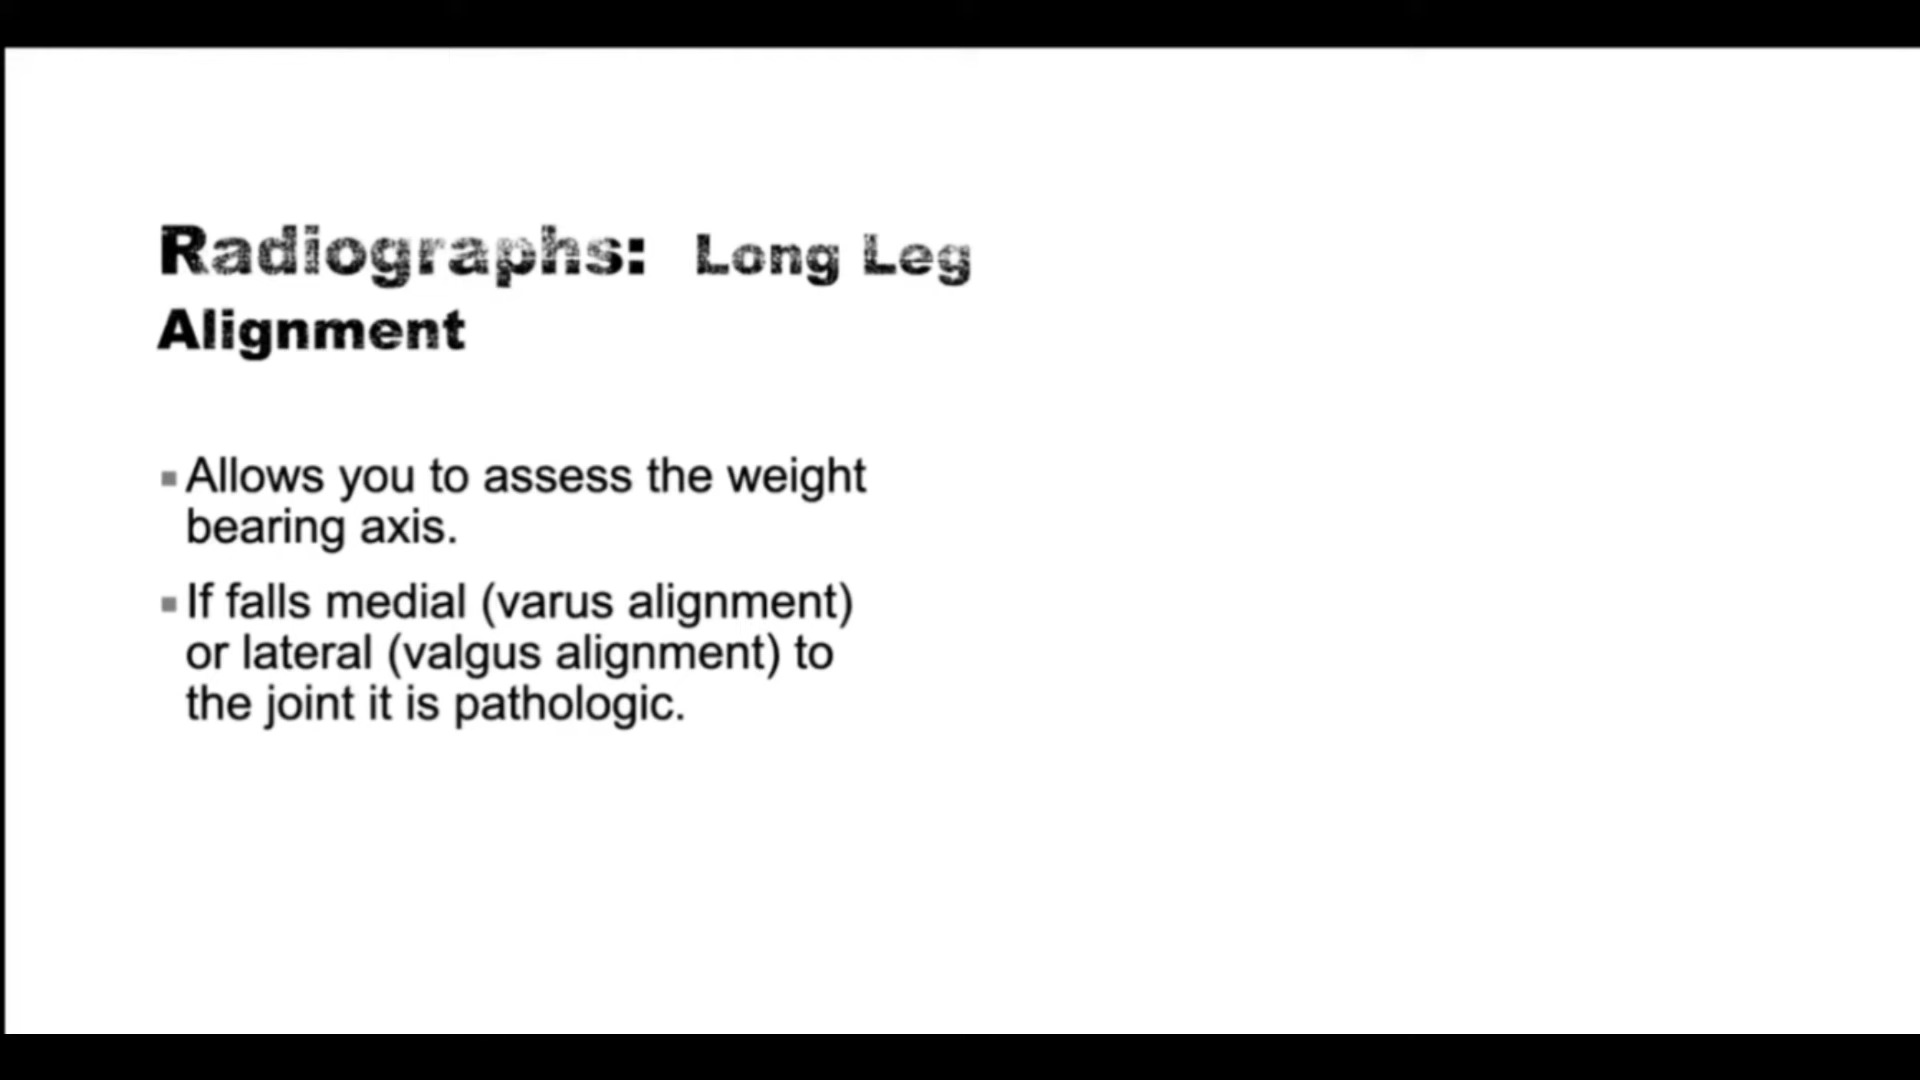 Radiographs: Long Leg
Alignment
▪Allows you to assess the weight
bearing axis.
▪If falls medial (varus alignment)
or lateral (valgus alignment) to
the joint it is pathologic.